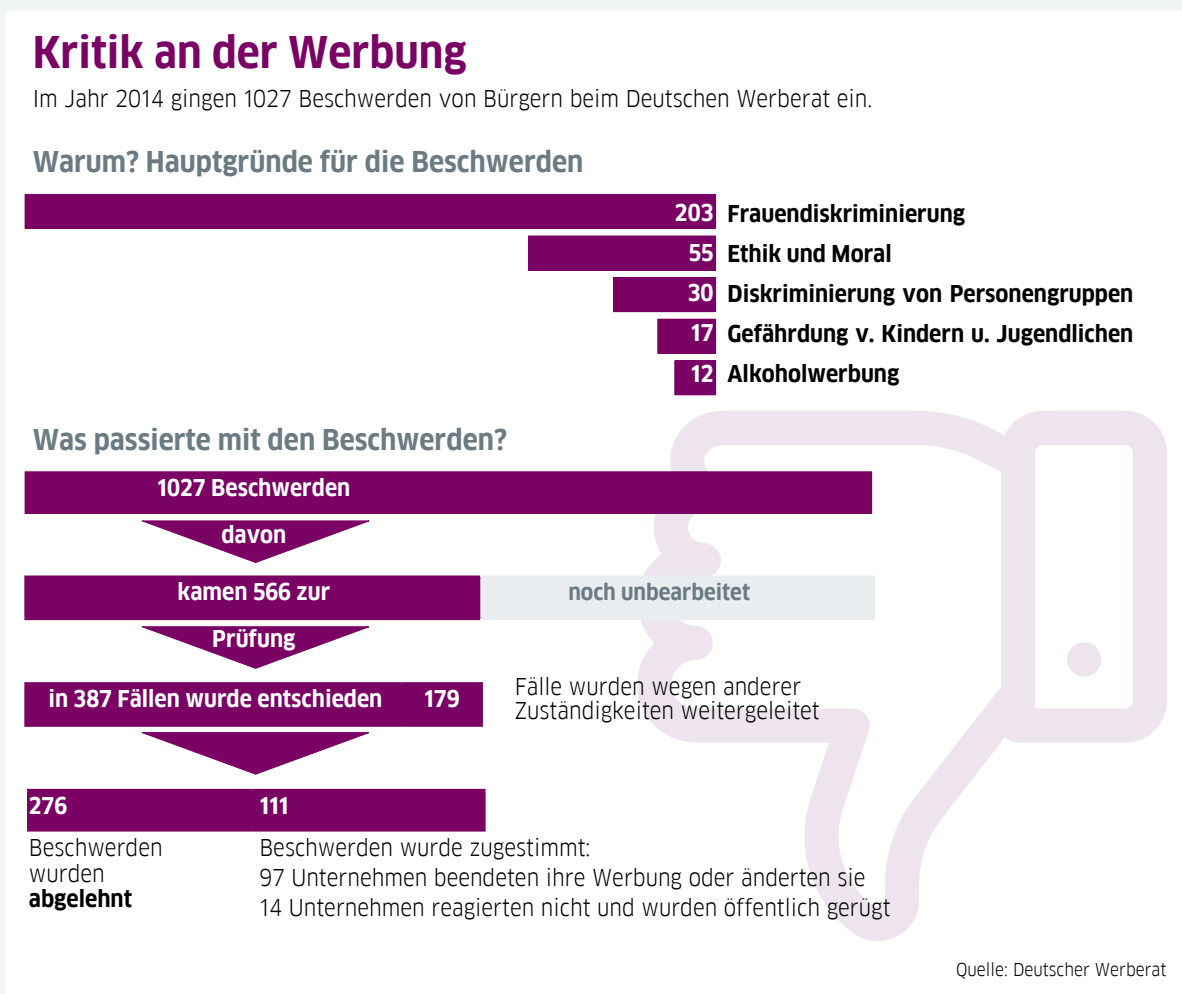 Kritik an der Werbung
Im Jahr 2014 gingen 1027 Beschwerden von Bürgern beim Deutschen Werberat ein.
Warum? Hauptgründe für die Beschwerden
203 Frauendiskriminierung
55 Ethik und Moral
30 Diskriminierung von Personengruppen
17 Gefährdung v. Kindern u. Jugendlichen
12 Alkoholwerbung
Was passierte mit den Beschwerden?
1027 Beschwerden
davon
kamen 566 zur
noch unbearbeitet
Prüfung
in 387 Fällen wurde entschieden
179
Fälle wurden wegen anderer
Zuständigkeiten weitergeleitet
276
Beschwerden
wurden
abgelehnt
111
Beschwerden wurde zugestimmt:
97 Unternehmen beendeten ihre Werbung oder änderten sie
14 Unternehmen reagierten nicht und wurden öffentlich gerügt
Quelle: Deutscher Werberat